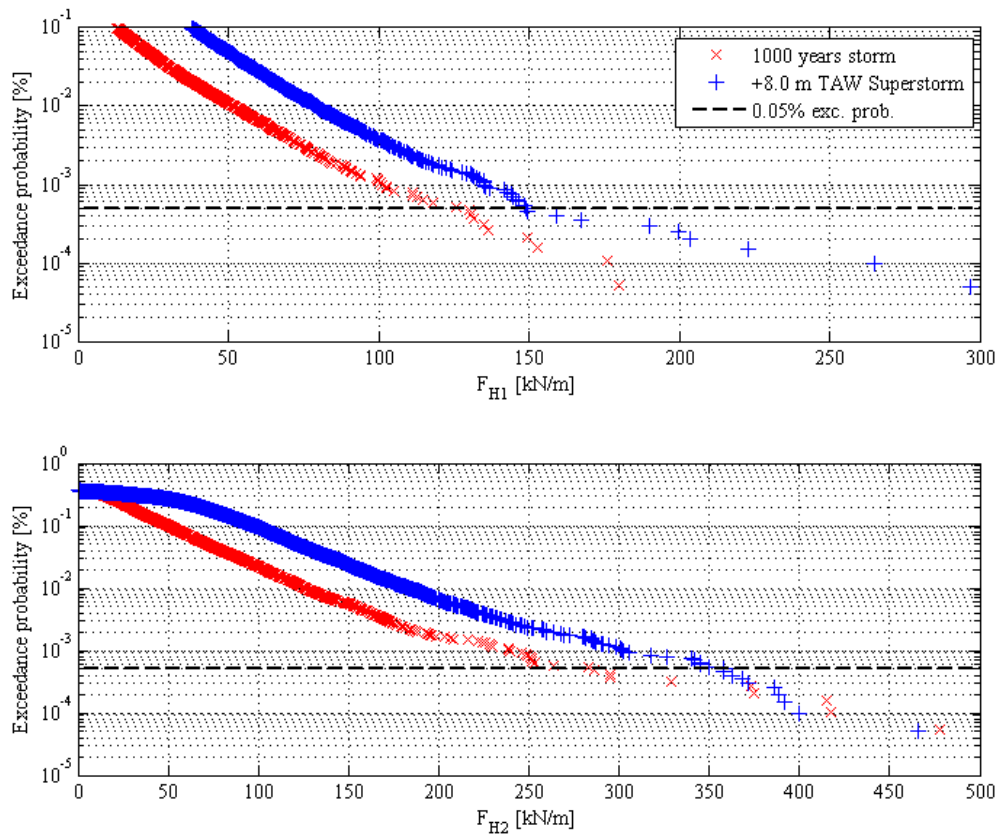 10^-1
10^-2
10^-3
10^-4
10^-5
Exceedance probability [%]
1000 years storm
+8.0 m TAW Superstorm
0.05% exc. prob.
0 50 100 150 200 250 300
F_H1 [kN/m]
10^0
10^-1
10^-2
10^-3
10^-4
10^-5
Exceedance probability [%]
0 50 100 150 200 250 300 350 400 450 500
F_H2 [kN/m]